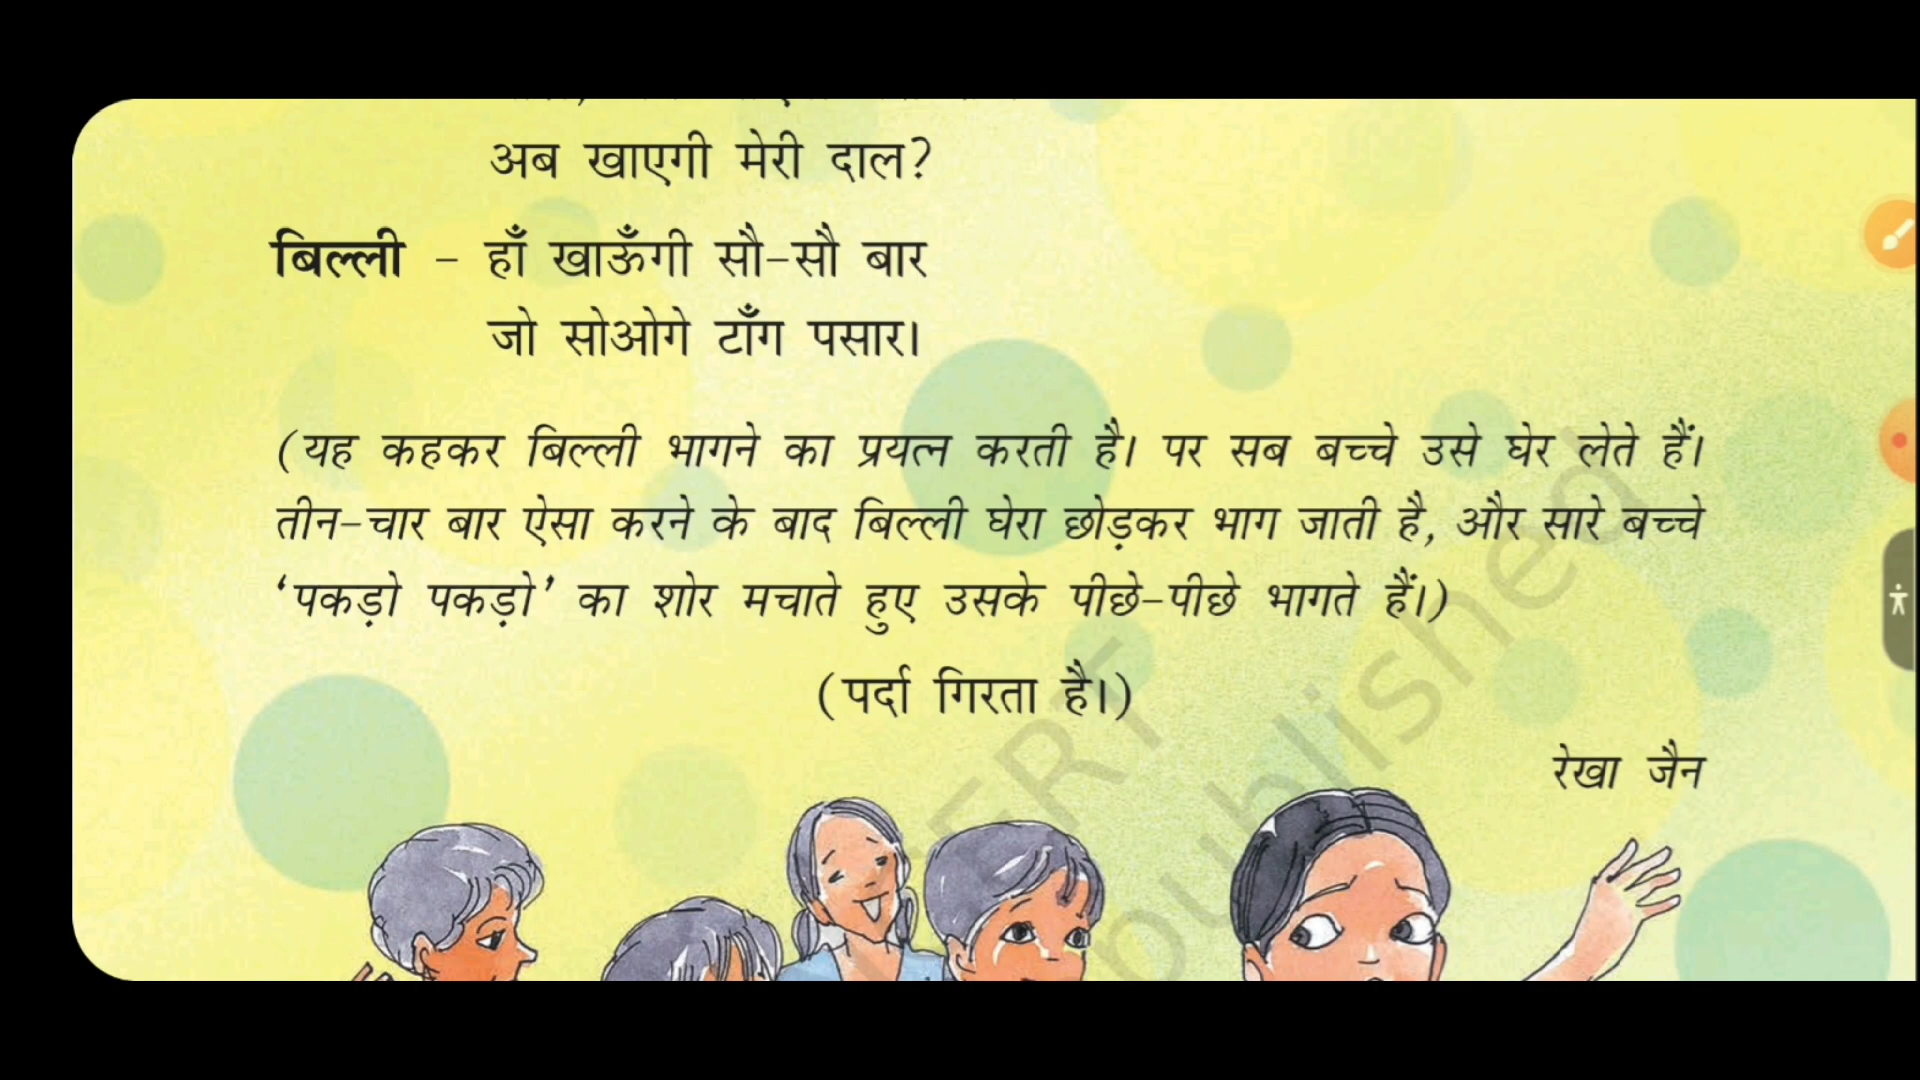 अब खाएगी मेरी दाल?
बिल्ली – हाँ खाऊँगी सौ-सौ बार
जो सोओगे टाँग पसार।
(यह कहकर बिल्ली भागने का प्रयत्न करती है। पर सब बच्चे उसे घेर लेते हैं।
तीन-चार बार ऐसा करने के बाद बिल्ली घेरा छोड़कर भाग जाती है, और सारे बच्चे
‘पकड़ो पकड़ो’ का शोर मचाते हुए उसके पीछे-पीछे भागते हैं।)
(पर्दा गिरता है।)
रेखा जैन
published